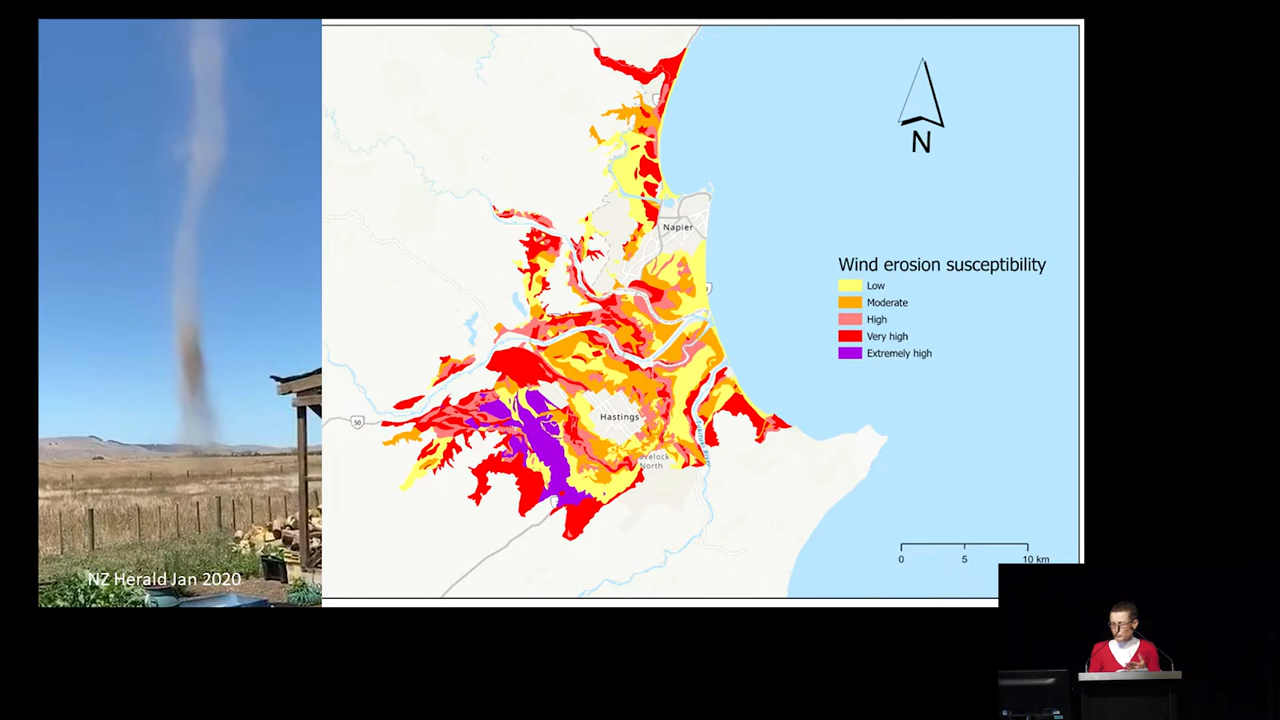 N
Napier
Wind erosion susceptibility
Low
Moderate
High
Very high
Extremely high
Hastings
50
North
0 5 10 km
NZ Herald Jan 2020